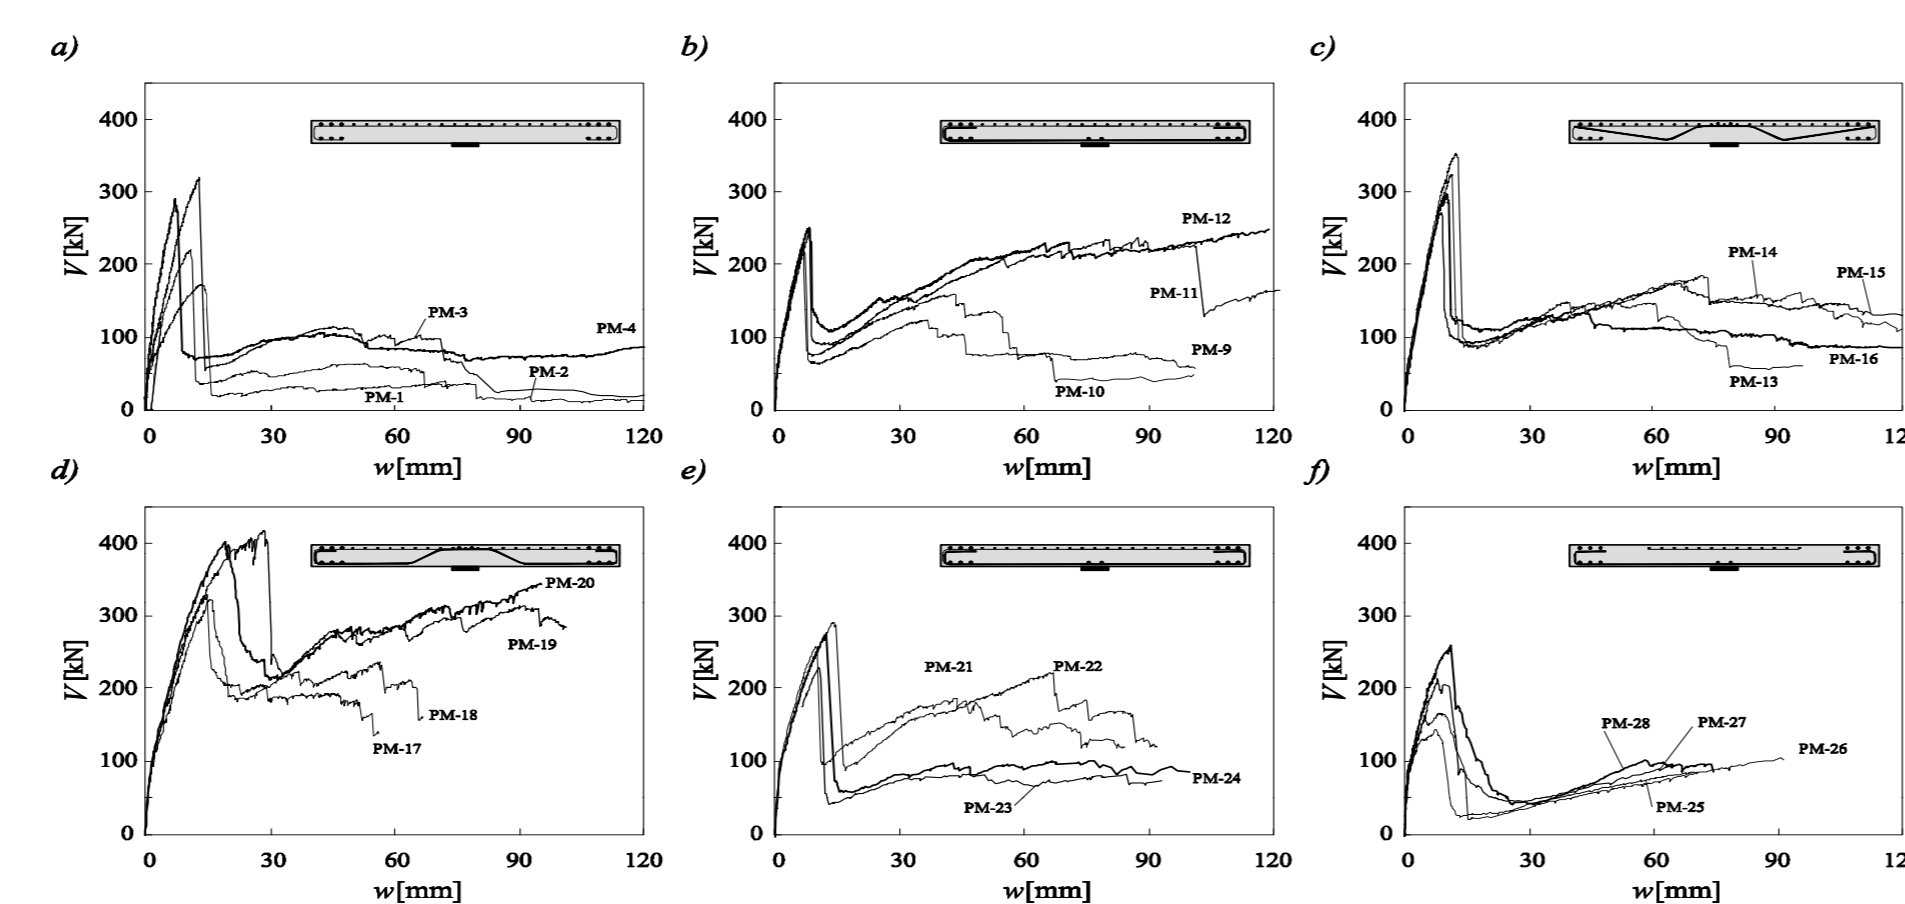 a)
400
300
200
100
0
V[kN]
PM-3
PM-4
PM-2
PM-1
0 30 60 90 120
w[mm]
b)
400
300
200
100
0
V[kN]
PM-12
PM-11
PM-9
PM-10
0 30 60 90 120
w[mm]
c)
400
300
200
100
0
V[kN]
PM-14
PM-15
PM-16
PM-13
0 30 60 90 12
w[mm]
d)
400
300
200
100
0
V[kN]
PM-20
PM-19
PM-18
PM-17
0 30 60 90 120
w[mm]
e)
400
300
200
100
0
V[kN]
PM-21 PM-22
PM-24
PM-23
0 30 60 90 120
w[mm]
f)
400
300
200
100
0
V[kN]
PM-28 PM-27
PM-26
PM-25
0 30 60 90 12
w[mm]